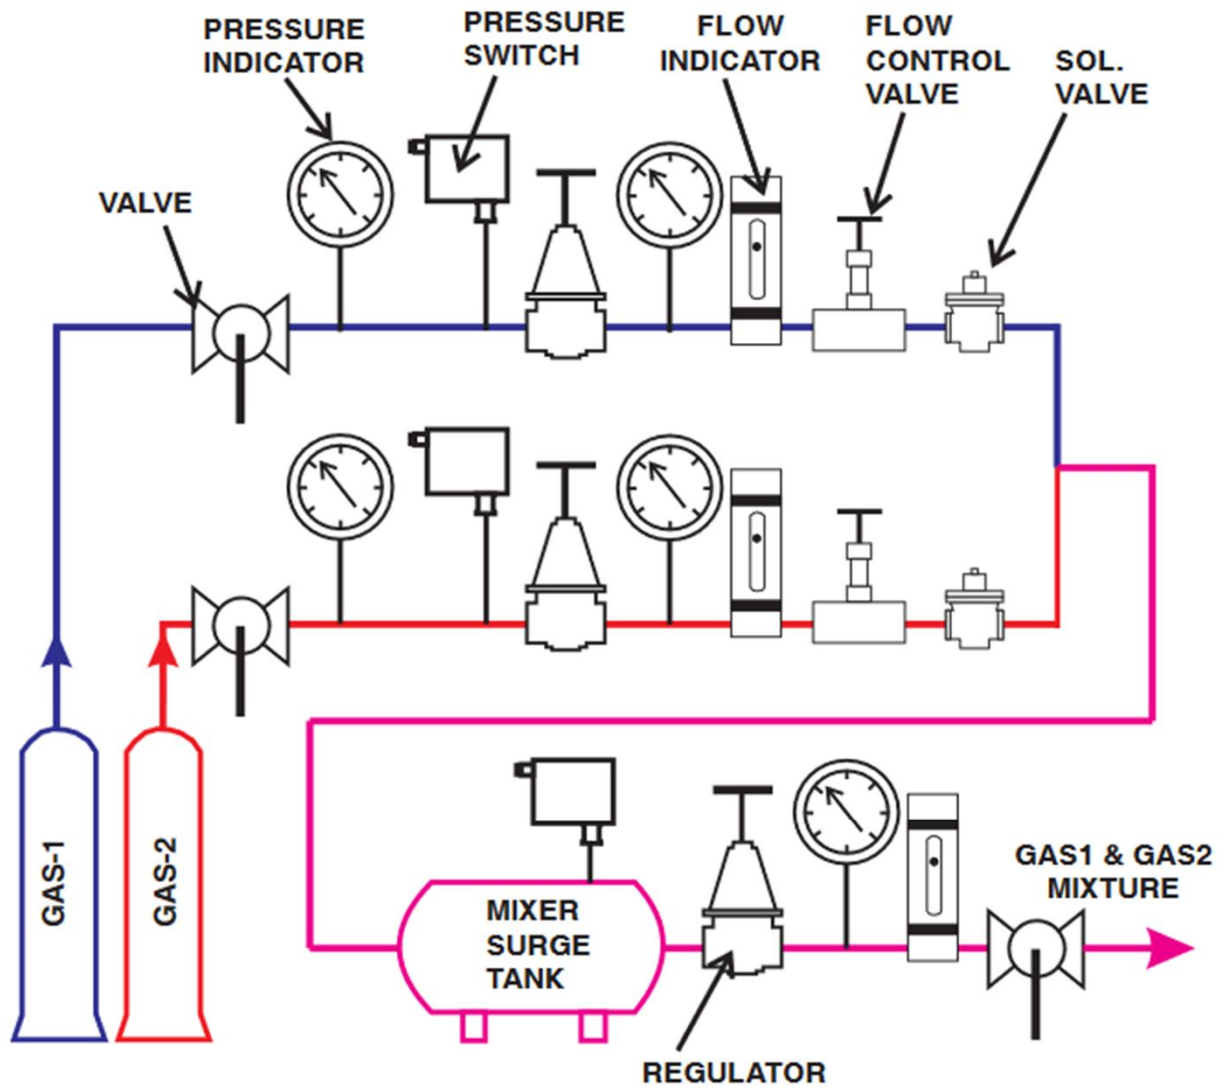 PRESSURE
INDICATOR
PRESSURE
SWITCH
FLOW
INDICATOR
FLOW
CONTROL
VALVE
SOL.
VALVE
VALVE
GAS-1
GAS-2
MIXER
SURGE
TANK
GAS1 & GAS2
MIXTURE
REGULATOR